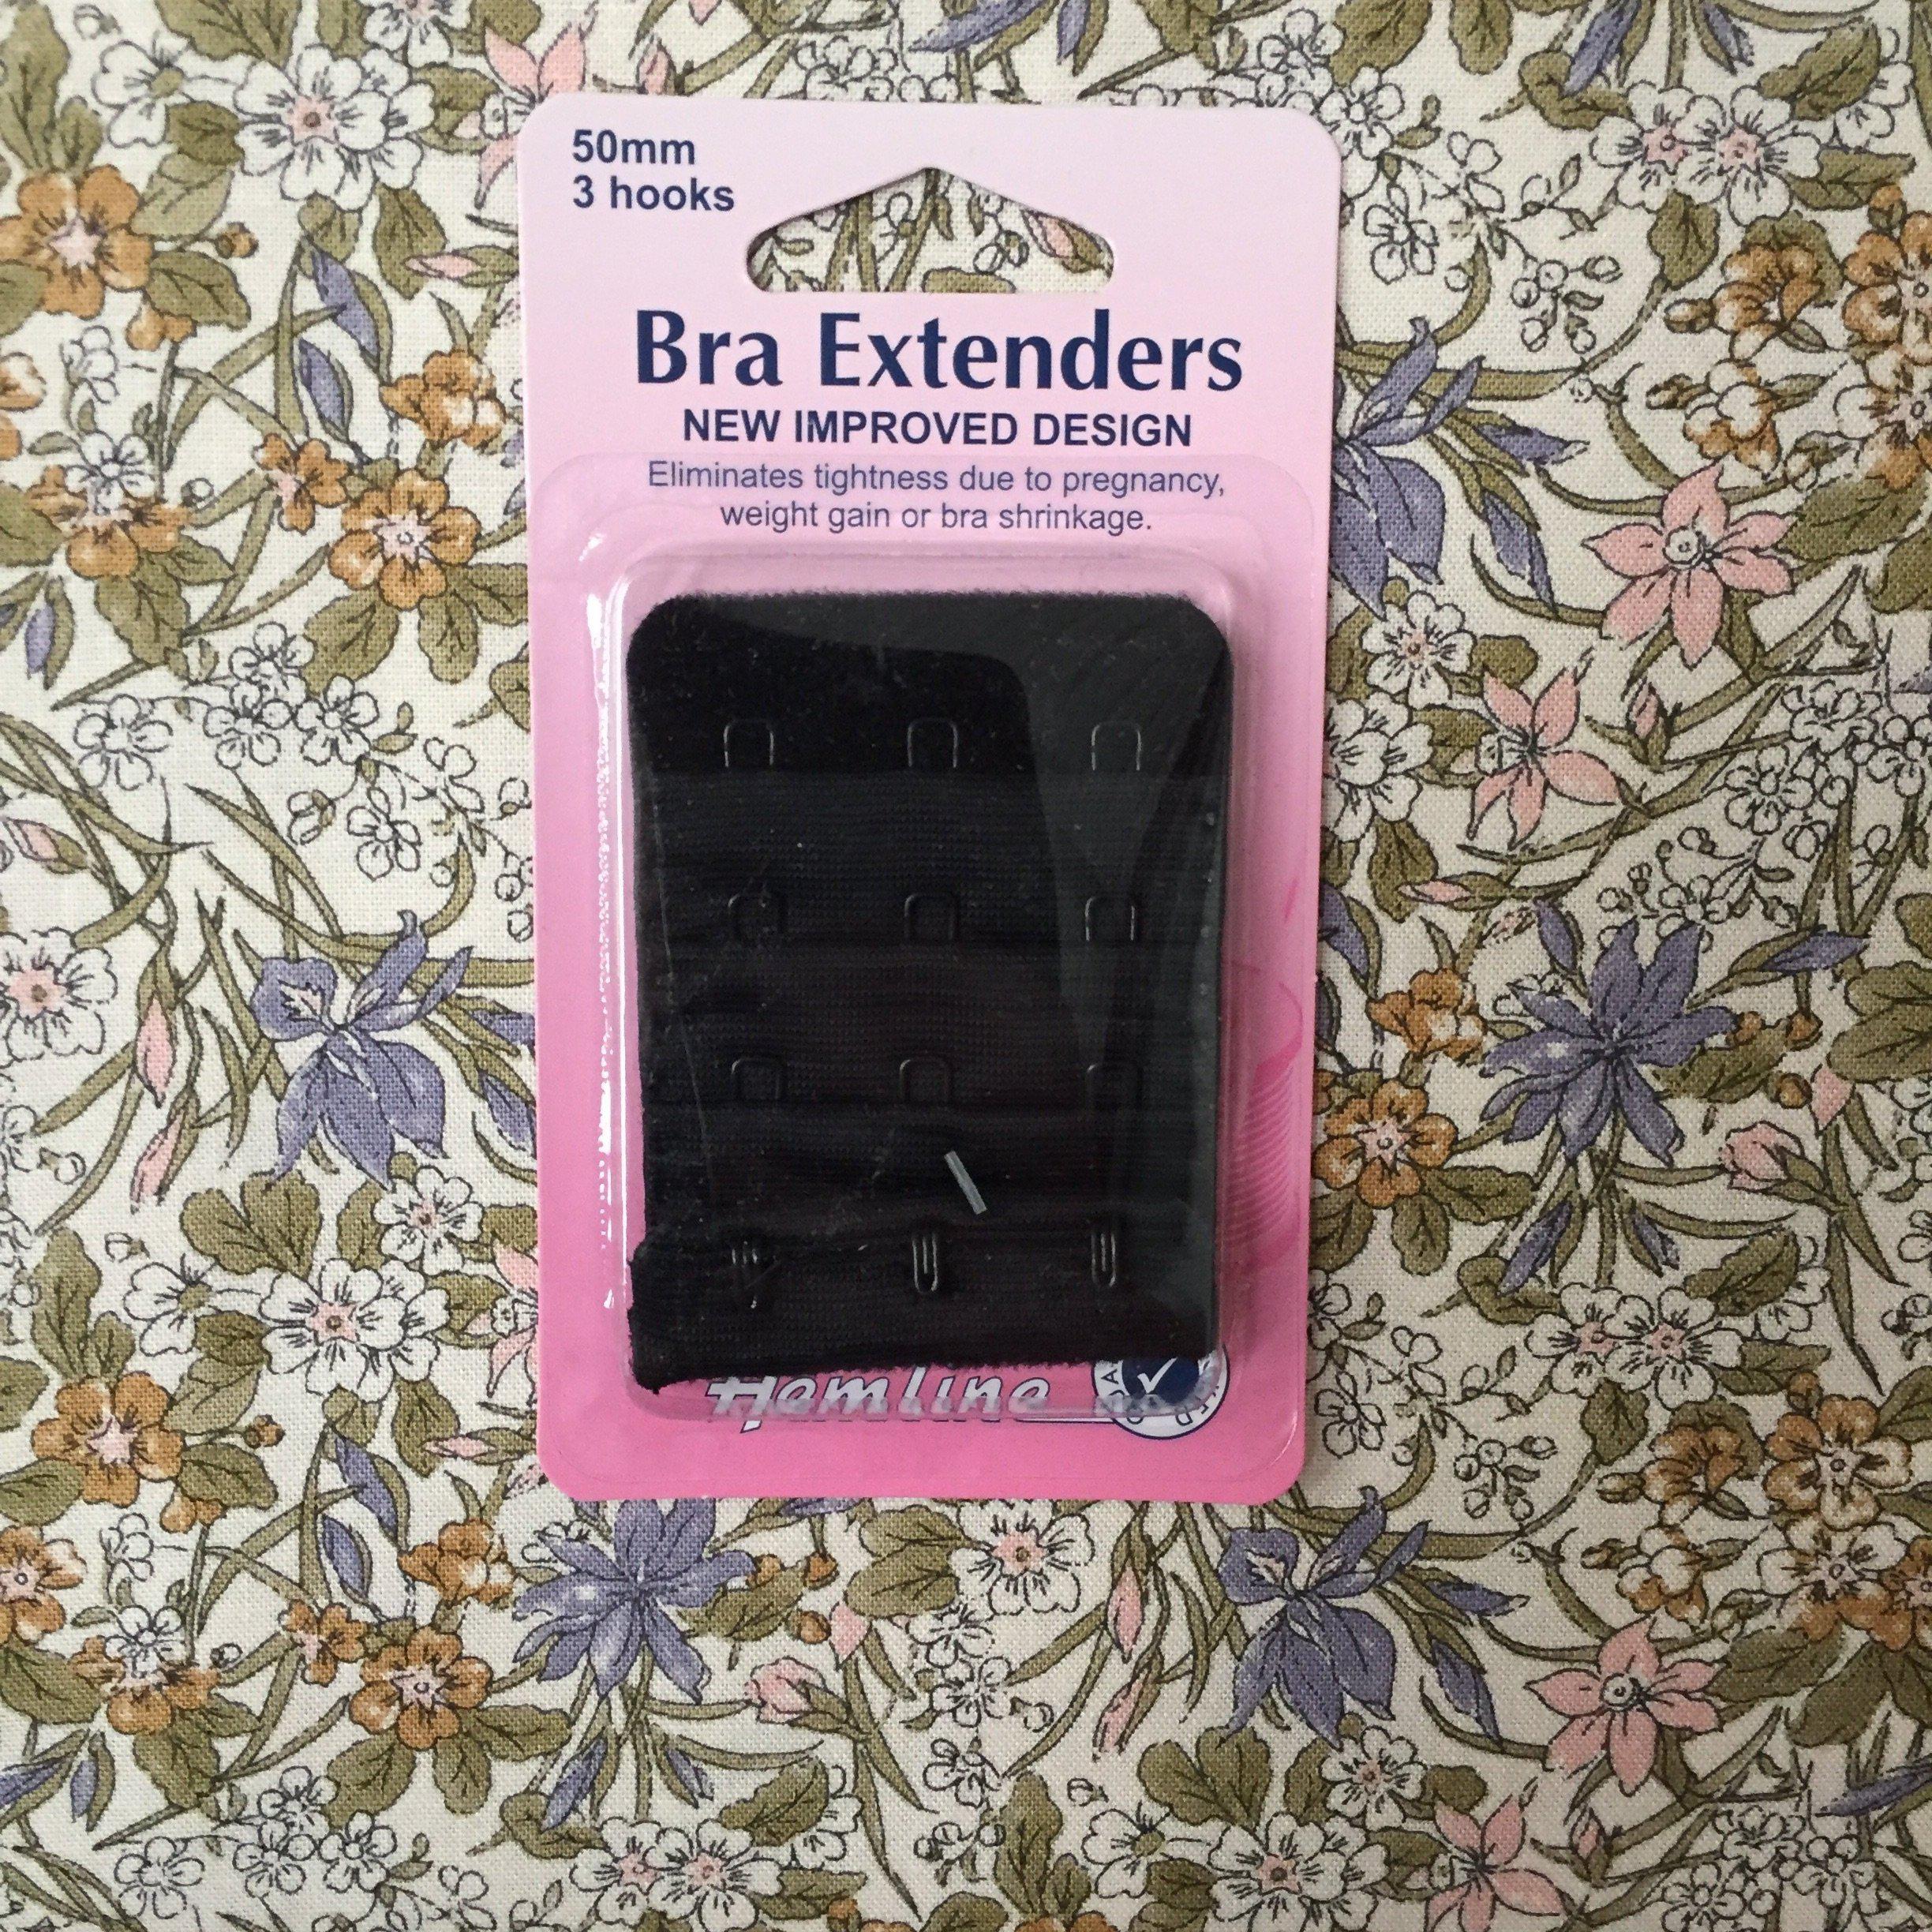 50mm
3 hooks
Bra Extenders
NEW IMPROVED DESIGN
Eliminates tightness due to pregnancy,
weight gain or bra shrinkage.
Hemline